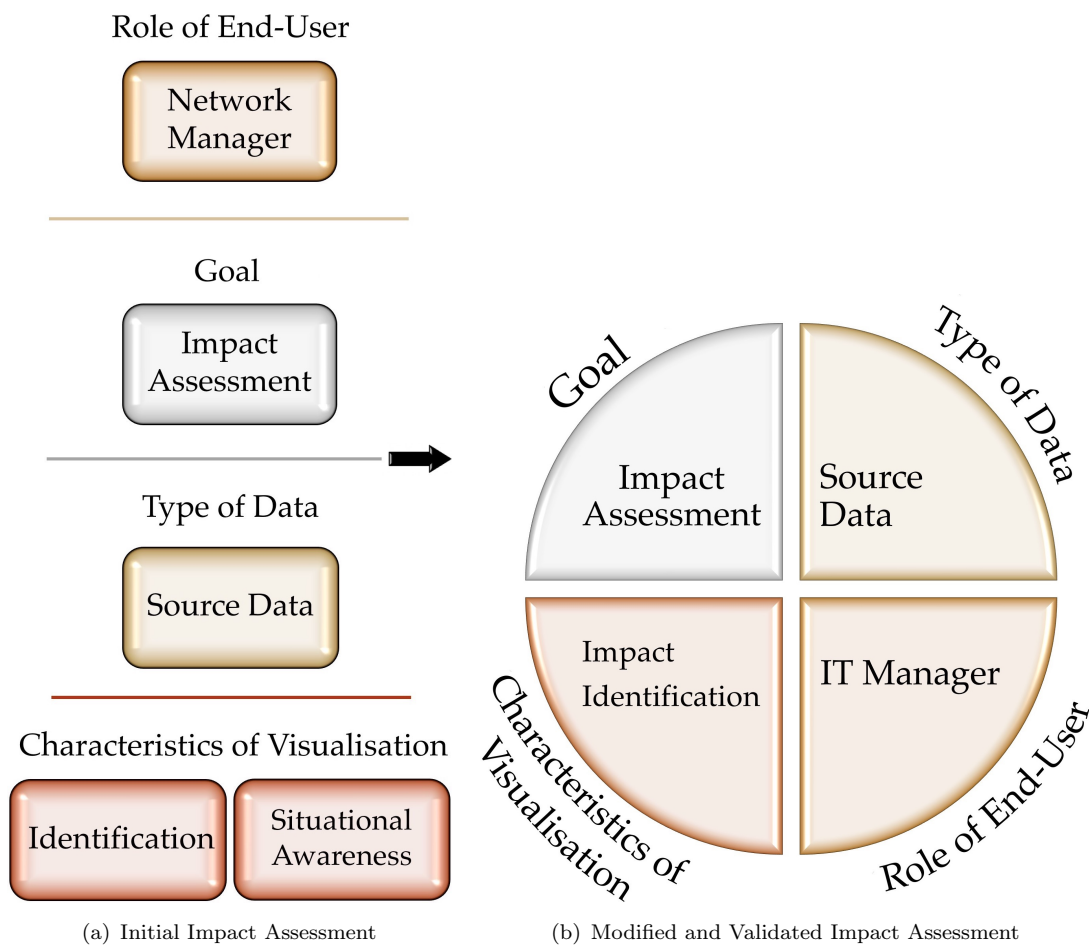 Role of End-User
Network
Manager
Goal
Impact
Assessment
Type of Data
Source Data
Characteristics of Visualisation
Identification
Situational
Awareness
(a) Initial Impact Assessment
Goal
Impact
Assessment
Type of Data
Source
Data
Impact
Identification
Characteristics of
Visualisation
IT Manager
Role of End-User
(b) Modified and Validated Impact Assessment